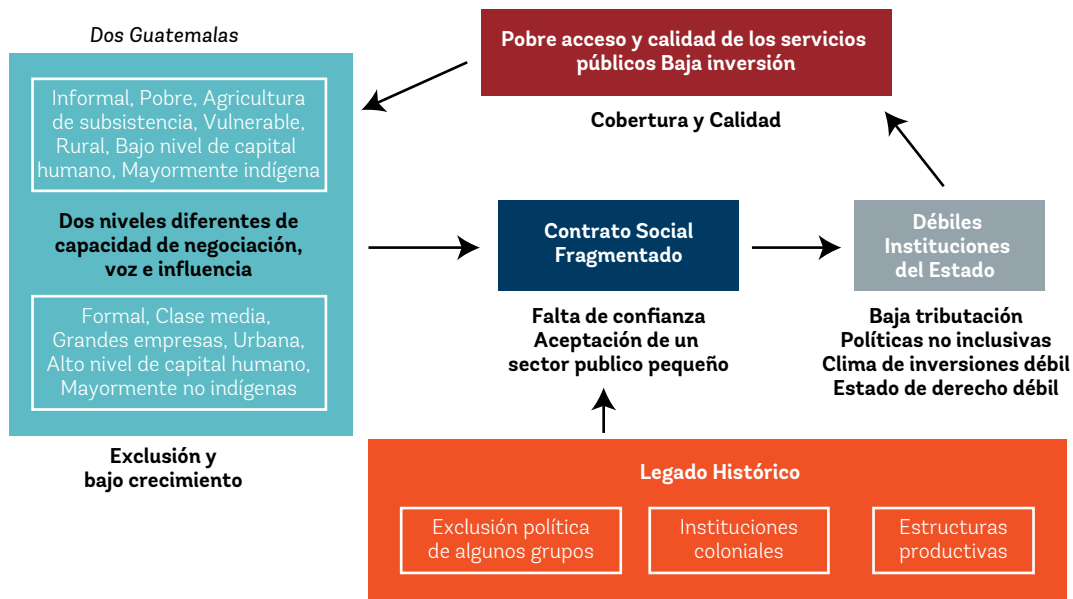 Dos Guatemalas
Informal, Pobre, Agricultura
de subsistencia, Vulnerable,
Rural, Bajo nivel de capital
humano, Mayormente indígena
Dos niveles diferentes de
capacidad de negociación,
voz e influencia
Formal, Clase media,
Grandes empresas, Urbana,
Alto nivel de capital humano,
Mayormente no indígenas
Exclusión y
bajo crecimiento
Pobre acceso y calidad de los servicios
públicos Baja inversión
Cobertura y Calidad
Contrato Social
Fragmentado
Falta de confianza
Aceptación de un
sector publico pequeño
Débiles
Instituciones
del Estado
Baja tributación
Políticas no inclusivas
Clima de inversiones débil
Estado de derecho débil
Legado Histórico
Exclusión política
de algunos grupos
Instituciones
coloniales
Estructuras
productivas